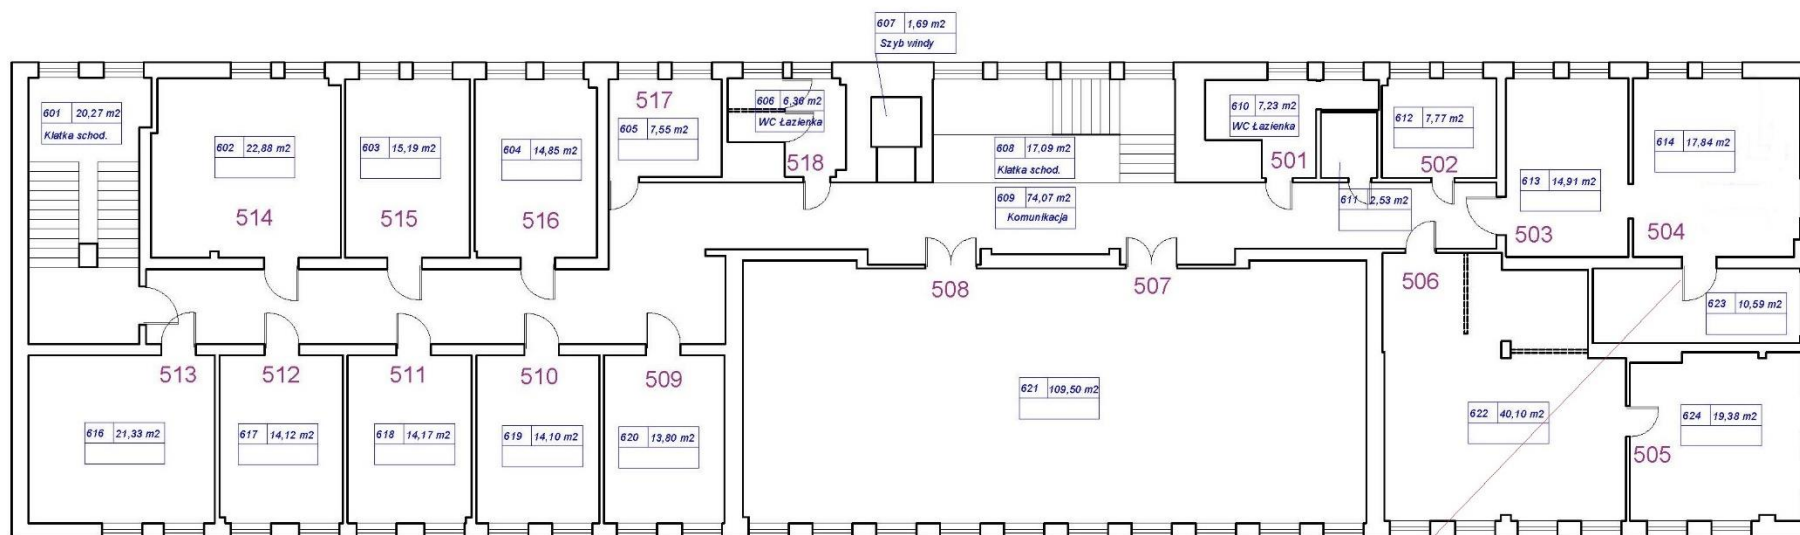 607 1,69 m2
Szyb windy
601 20,27 m2
Klatka schod.
602 22,88 m2
514
603 15,19 m2
515
604 14,85 m2
516
517
605 7,55 m2
606 6,36 m2
WC Łazienka
518
608 17,09 m2
Klatka schod.
609 74,07 m2
Komunikacja
610 7,23 m2
WC Łazienka
501
611 2,53 m2
612 7,77 m2
502
613 14,91 m2
503
614 17,84 m2
504
508
507
506
623 10,59 m2
513
512
511
510
509
616 21,33 m2
617 14,12 m2
618 14,17 m2
619 14,10 m2
620 13,80 m2
621 109,50 m2
622 40,10 m2
624 19,38 m2
505